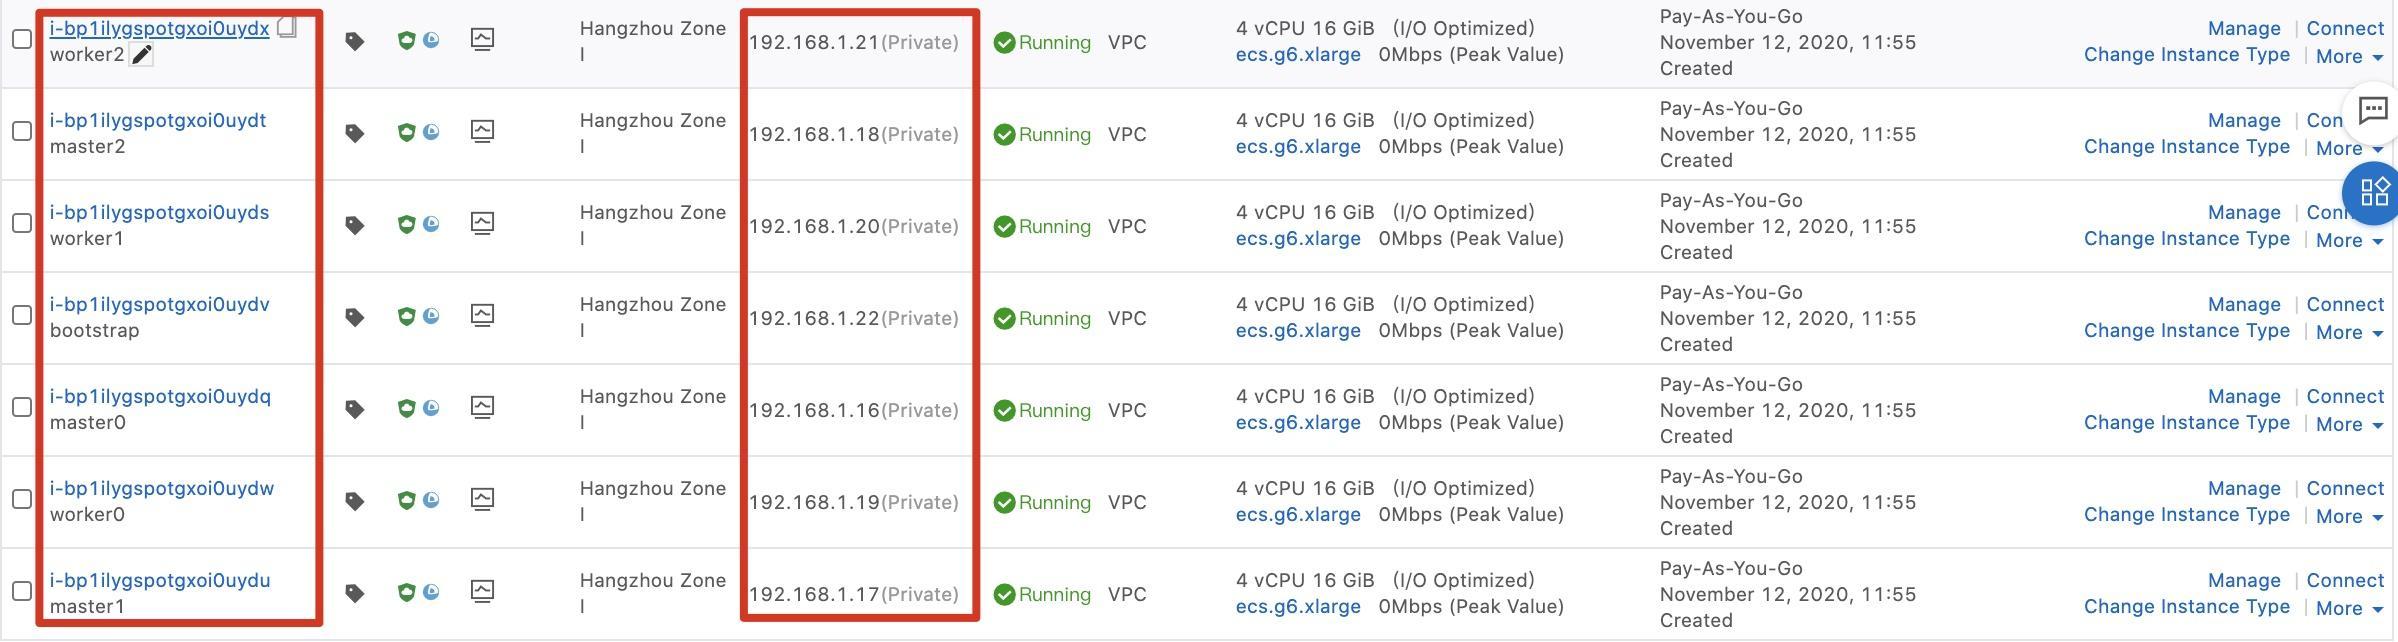 i-bp1ilygspotgxoi0uydx
worker2
Hangzhou Zone
I
192.168.1.21(Private)
Running
VPC
4 vCPU 16 GiB (I/O Optimized)
ecs.g6.xlarge 0Mbps (Peak Value)
Pay-As-You-Go
November 12, 2020, 11:55
Created
Manage | Connect
Change Instance Type | More
i-bp1ilygspotgxoi0uydt
master2
Hangzhou Zone
I
192.168.1.18(Private)
Running
VPC
4 vCPU 16 GiB (I/O Optimized)
ecs.g6.xlarge 0Mbps (Peak Value)
Pay-As-You-Go
November 12, 2020, 11:55
Created
Manage | Con
Change Instance Type | More
i-bp1ilygspotgxoi0uyds
worker1
Hangzhou Zone
I
192.168.1.20(Private)
Running
VPC
4 vCPU 16 GiB (I/O Optimized)
ecs.g6.xlarge 0Mbps (Peak Value)
Pay-As-You-Go
November 12, 2020, 11:55
Created
Manage | Conn
Change Instance Type | More
i-bp1ilygspotgxoi0uydv
bootstrap
Hangzhou Zone
I
192.168.1.22(Private)
Running
VPC
4 vCPU 16 GiB (I/O Optimized)
ecs.g6.xlarge 0Mbps (Peak Value)
Pay-As-You-Go
November 12, 2020, 11:55
Created
Manage | Connect
Change Instance Type | More
i-bp1ilygspotgxoi0uydq
master0
Hangzhou Zone
I
192.168.1.16(Private)
Running
VPC
4 vCPU 16 GiB (I/O Optimized)
ecs.g6.xlarge 0Mbps (Peak Value)
Pay-As-You-Go
November 12, 2020, 11:55
Created
Manage | Connect
Change Instance Type | More
i-bp1ilygspotgxoi0uydw
worker0
Hangzhou Zone
I
192.168.1.19(Private)
Running
VPC
4 vCPU 16 GiB (I/O Optimized)
ecs.g6.xlarge 0Mbps (Peak Value)
Pay-As-You-Go
November 12, 2020, 11:55
Created
Manage | Connect
Change Instance Type | More
i-bp1ilygspotgxoi0uydu
master1
Hangzhou Zone
I
192.168.1.17(Private)
Running
VPC
4 vCPU 16 GiB (I/O Optimized)
ecs.g6.xlarge 0Mbps (Peak Value)
Pay-As-You-Go
November 12, 2020, 11:55
Created
Manage | Connect
Change Instance Type | More